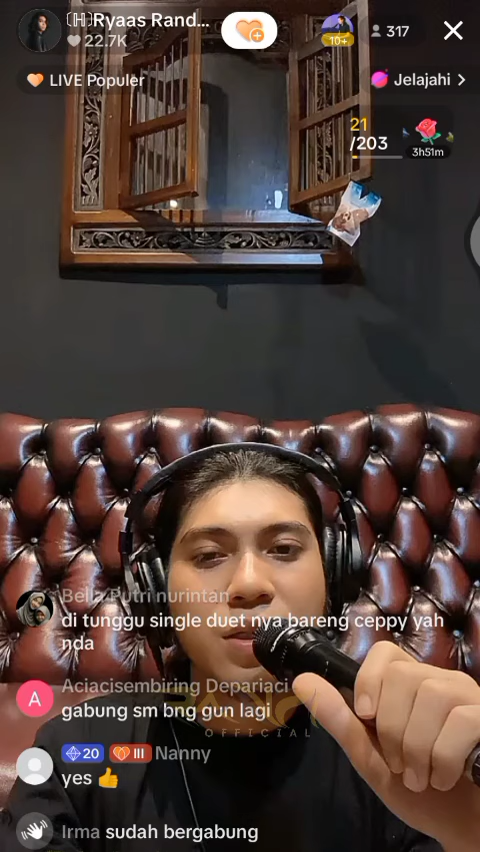 (H)Ryaas Rand...
22.7K
10+
317
LIVE Populer
Jelajahi >
21
/203
3h51m
Bella Putri nurintan
di tunggu single duet nya bareng ceppy yah
nda
A
Aciacisembiring Depariaci
gabung sm bng gun lagi
OFFICIAL
20 III Nanny
yes 👍
Irma sudah bergabung